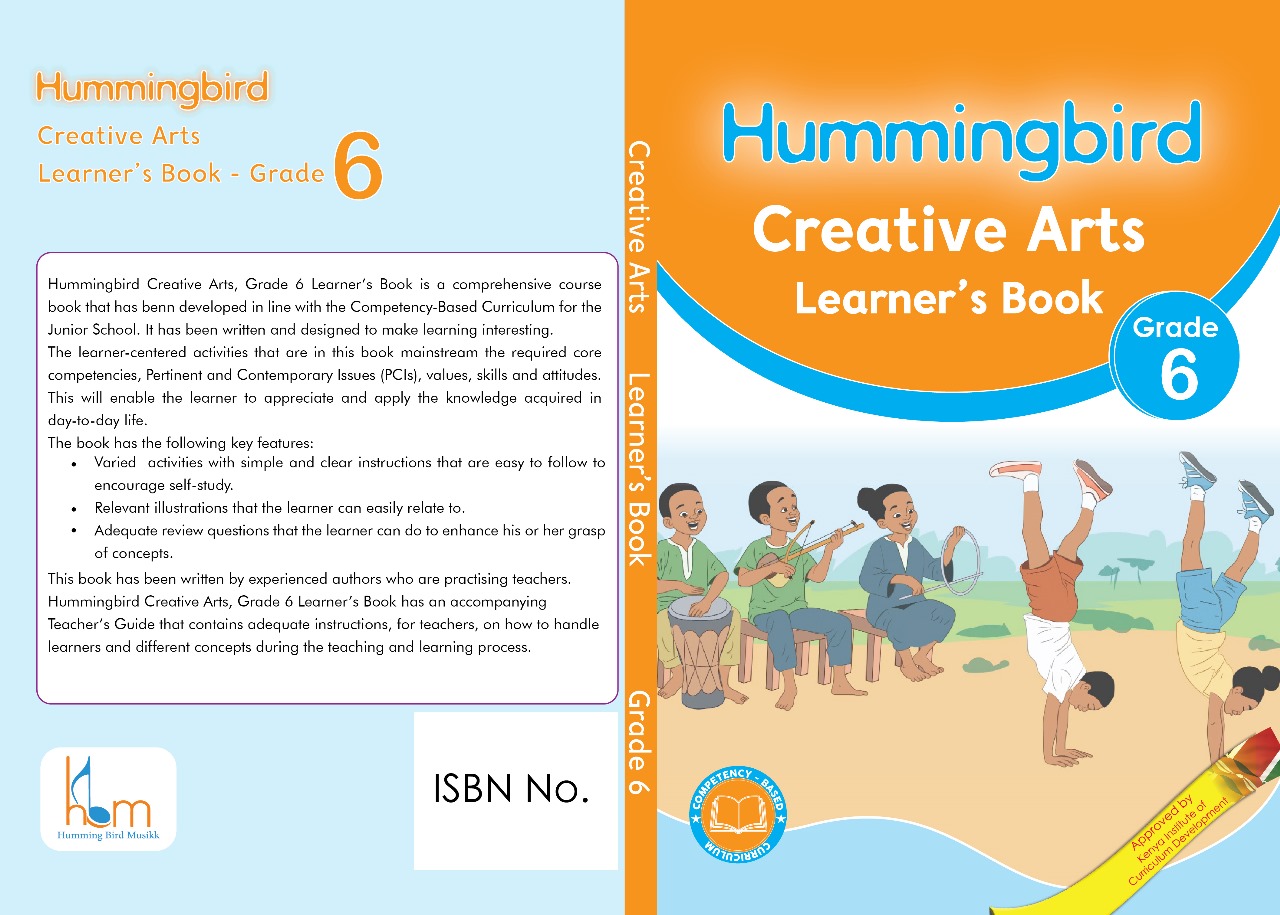 Hummingbird
Creative Arts
Learner's Book - Grade 6
Hummingbird Creative Arts, Grade 6 Learner's Book is a comprehensive course
book that has benn developed in line with the Competency-Based Curriculum for the
Junior School. It has been written and designed to make learning interesting.
The learner-centered activities that are in this book mainstream the required core
competencies, Pertinent and Contemporary Issues (PCIs), values, skills and attitudes.
This will enable the learner to appreciate and apply the knowledge acquired in
day-to-day life.
The book has the following key features:
• Varied activities with simple and clear instructions that are easy to follow to
encourage self-study.
• Relevant illustrations that the learner can easily relate to.
• Adequate review questions that the learner can do to enhance his or her grasp
of concepts.
This book has been written by experienced authors who are practising teachers.
Hummingbird Creative Arts, Grade 6 Learner's Book has an accompanying
Teacher's Guide that contains adequate instructions, for teachers, on how to handle
learners and different concepts during the teaching and learning process.
hbm
Humming Bird Musikk
ISBN No.
Creative Arts Learner's Book Grade 6
Hummingbird
Creative Arts
Learner's Book
Grade
6
COMPETENCY - BASED
CURRICULUM
Approved by
Kenya Institute of
Curriculum Development